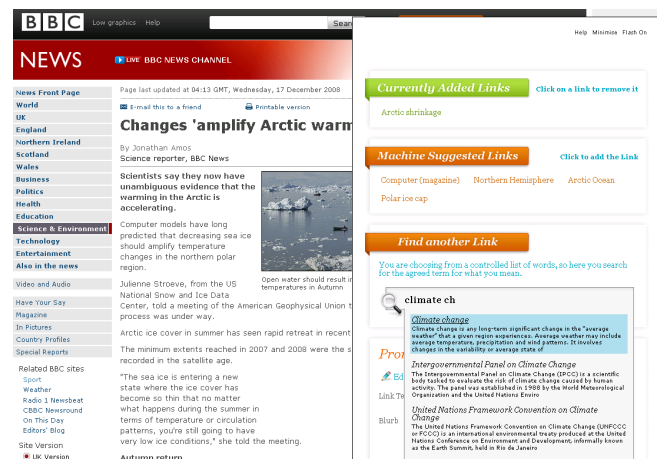 BBC
Low graphics Help
Sear
NEWS
LIVE BBC NEWS CHANNEL
News Front Page
World
UK
England
Northern Ireland
Scotland
Wales
Business
Politics
Health
Education
Science & Environment
Technology
Entertainment
Also in the news
Video and Audio
Have Your Say
Magazine
In Pictures
Country Profiles
Special Reports
Related BBC sites
Sport
Weather
Radio 1 Newsbeat
CBBC Newsround
On This Day
Editors' Blog
Site Version
UK Version
Page last updated at 04:13 GMT, Wednesday, 17 December 2008
E-mail this to a friend Printable version
Changes 'amplify Arctic warm
By Jonathan Amos
Science reporter, BBC News
Scientists say they now have
unambiguous evidence that the
warming in the Arctic is
accelerating.
Computer models have long
predicted that decreasing sea ice
should amplify temperature
changes in the northern polar
region.
Open water should result in
temperatures in Autumn
Julienne Stroeve, from the US
National Snow and Ice Data
Center, told a meeting of the American Geophysical Union t
process was under way.
Arctic ice cover in summer has seen rapid retreat in recent
The minimum extents reached in 2007 and 2008 were the s
recorded in the satellite age.
"The sea ice is entering a new
state where the ice cover has
become so thin that no matter
what happens during the summer in
terms of temperature or circulation
patterns, you're still going to have
very low ice conditions," she told the meeting.
Autumn return
Help Minimise Flash On
Currently Added Links
Click on a link to remove it
Arctic shrinkage
Machine Suggested Links
Click to add the Link
Computer (magazine) Northern Hemisphere Arctic Ocean
Polar ice cap
Find another Link
You are choosing from a controlled list of words, so here you search
for the agreed term for what you mean.
climate ch
Climate change
Climate change is any long-term significant change in the "average
weather" that a given region experiences. Average weather may include
average temperature, precipitation and wind patterns. It involves
changes in the variability or average state of
Intergovernmental Panel on Climate Change
The Intergovernmental Panel on Climate Change (IPCC) is a scientific
body tasked to evaluate the risk of climate change caused by human
activity. The panel was established in 1988 by the World Meteorological
Organization and the United Nations Enviro
United Nations Framework Convention on Climate
Change
The United Nations Framework Convention on Climate Change (UNFCCC
or FCCC) is an international environmental treaty produced at the United
Nations Conference on Environment and Development, informally known
as the Earth Summit, held in Rio de Janeiro
Pro
Ed
Link Te
Blurb